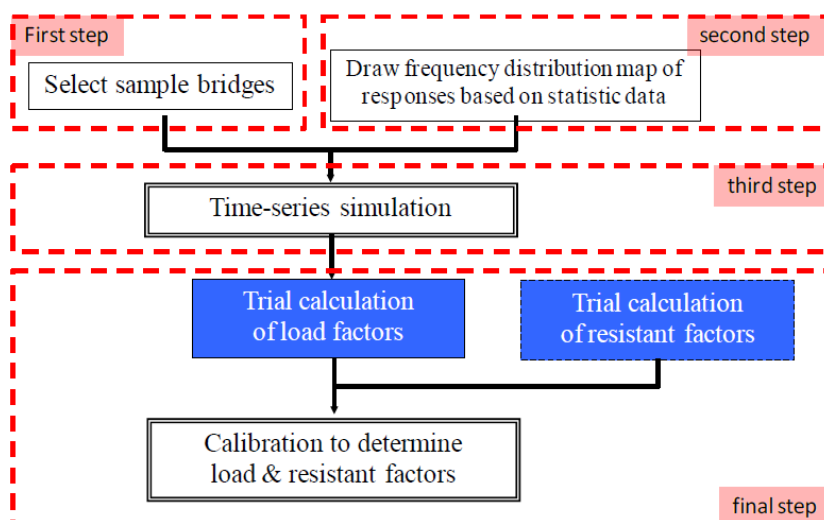 First step
second step
Select sample bridges
Draw frequency distribution map of
responses based on statistic data
third step
Time-series simulation
Trial calculation
of load factors
Trial calculation
of resistant factors
Calibration to determine
load & resistant factors
final step